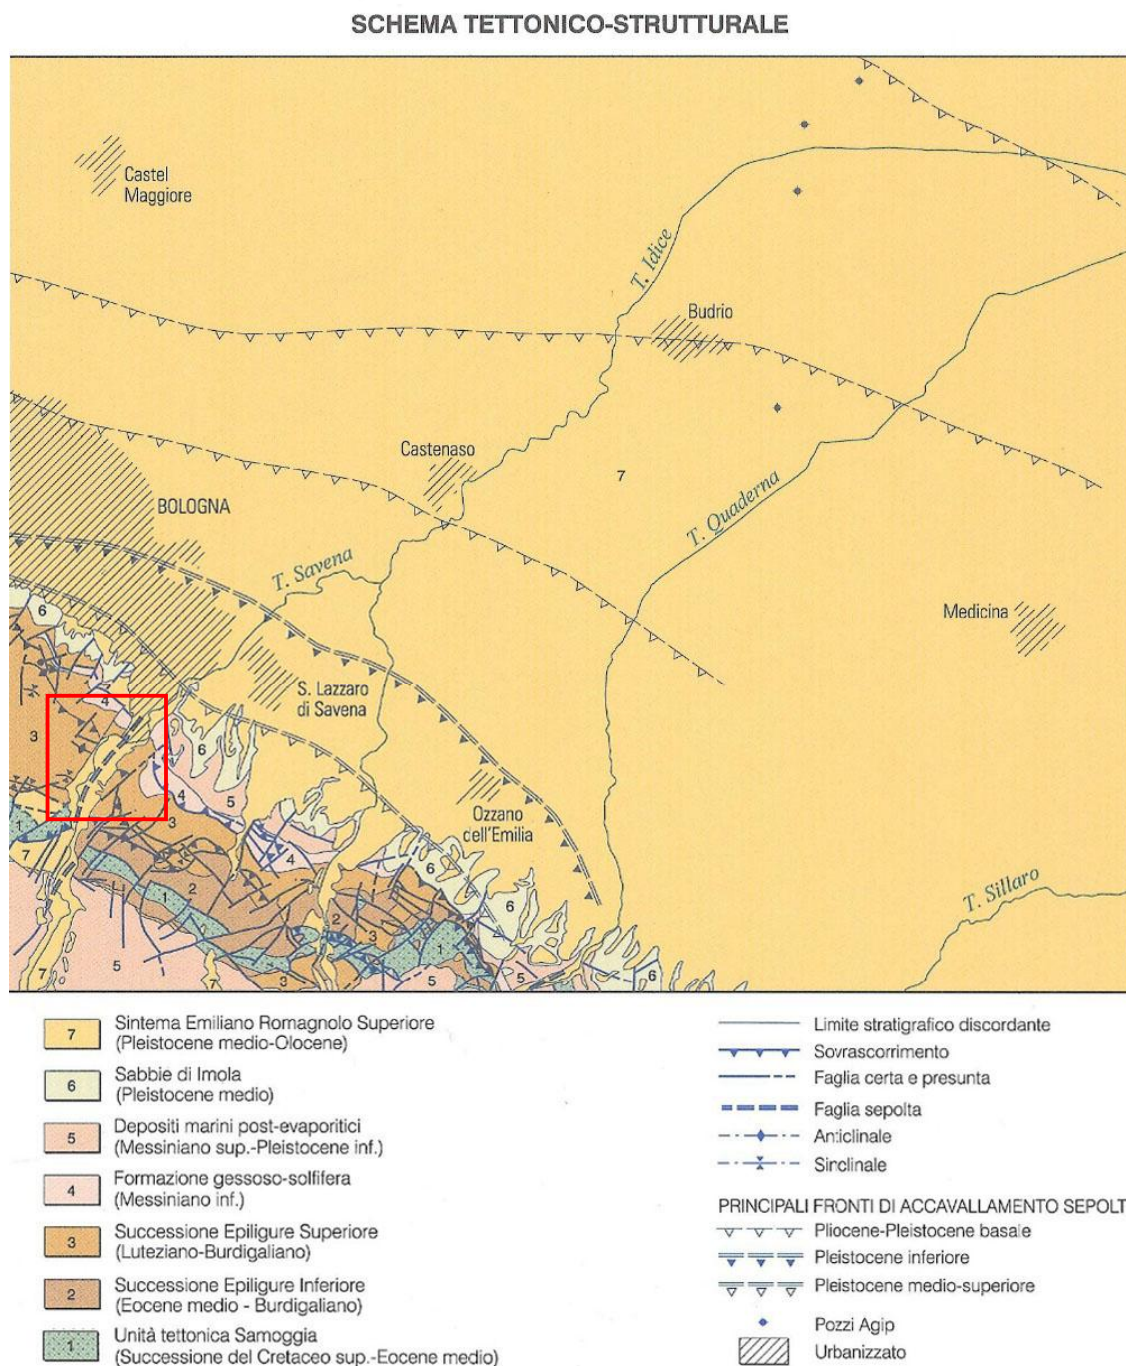 SCHEMA TETTONICO-STRUTTURALE
Castel
Maggiore
T. Idice
Budrio
Castenaso
7
BOLOGNA
T. Quaderna
T. Savena
Medicina
6
S. Lazzaro
di Savena
4
3
6
4
5
Ozzano
dell'Emilia
3
1
4
6
7
2
1
T. Sillaro
6
2
3
1
5
7
7
3
5
6
7 Sintema Emiliano Romagnolo Superiore
(Pleistocene medio-Olocene)
6 Sabbie di Imola
(Pleistocene medio)
5 Depositi marini post-evaporitici
(Messiniano sup.-Pleistocene inf.)
4 Formazione gessoso-solfifera
(Messiniano inf.)
3 Successione Epiligure Superiore
(Luteziano-Burdigaliano)
2 Successione Epiligure Inferiore
(Eocene medio - Burdigaliano)
1 Unità tettonica Samoggia
(Successione del Cretaceo sup.-Eocene medio)
Limite stratigrafico discordante
Sovrascorrimento
Faglia certa e presunta
Faglia sepolta
Anticlinale
Sinclinale
PRINCIPALI FRONTI DI ACCAVALLAMENTO SEPOLT
Pliocene-Pleistocene basale
Pleistocene inferiore
Pleistocene medio-superiore
Pozzi Agip
Urbanizzato